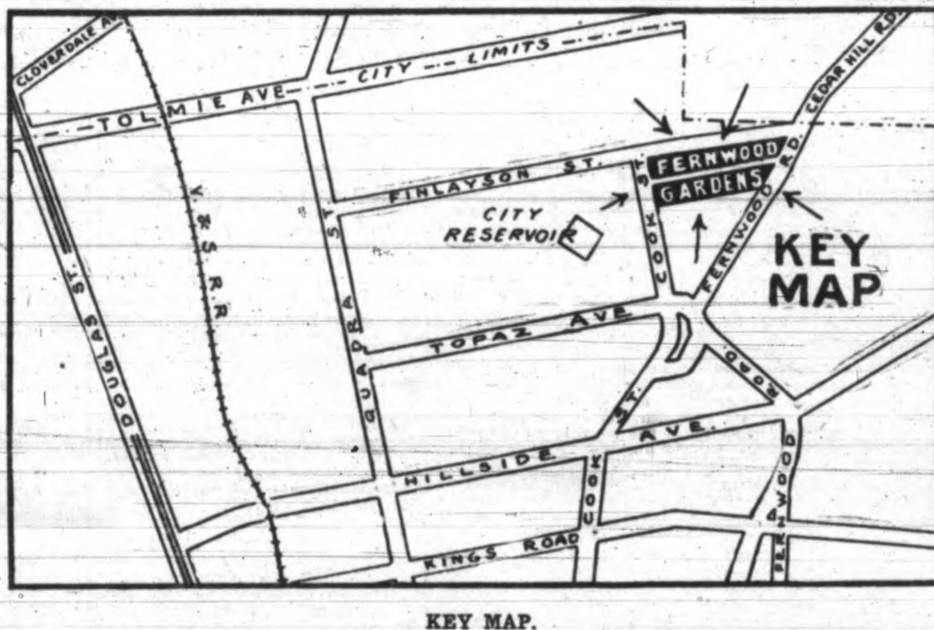 CLOVERDALE AV.
TOLMIE AVE
CITY LIMITS
CEDAR HILL RD.
V. & S. R R
FINLAYSON ST.
FERNWOOD
GARDENS
COOK ST.
FERNWOOD RD
CITY
RESERVOIR
KEY
MAP
DOUGLAS ST.
QUADRA ST
TOPAZ AVE
ROAD
ST.
HILLSIDE AVE.
COOK
FERNWOOD
KINGS ROAD
KEY MAP.